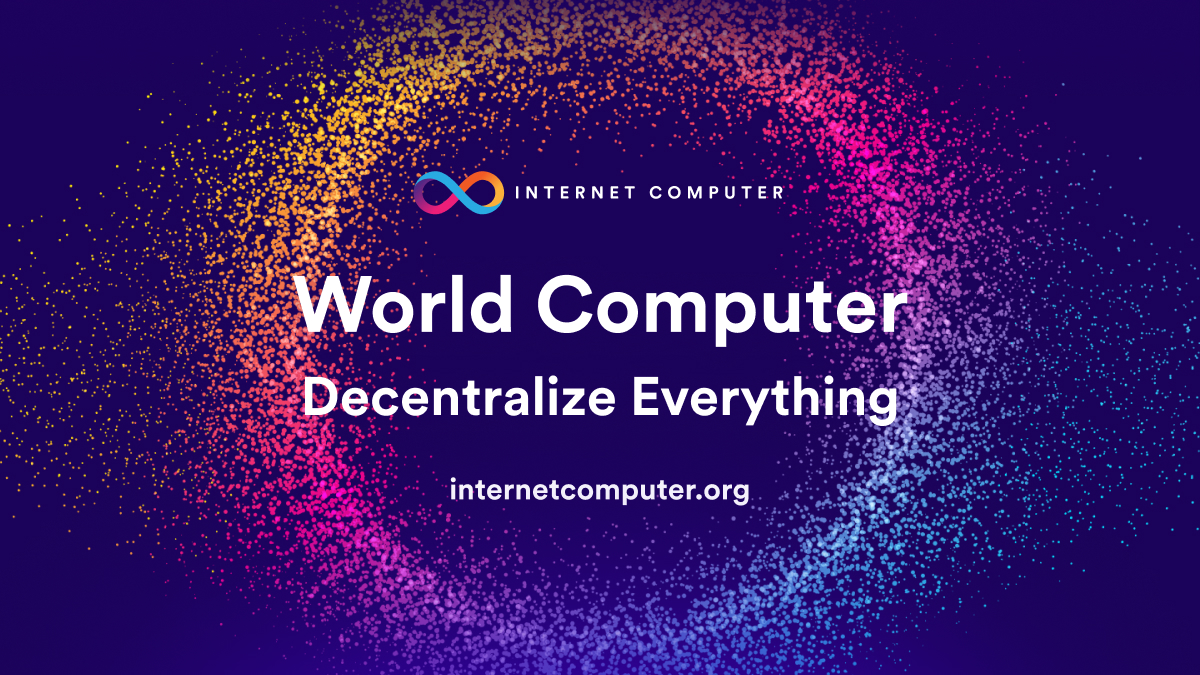 INTERNET COMPUTER
World Computer
Decentralize Everything
internetcomputer.org